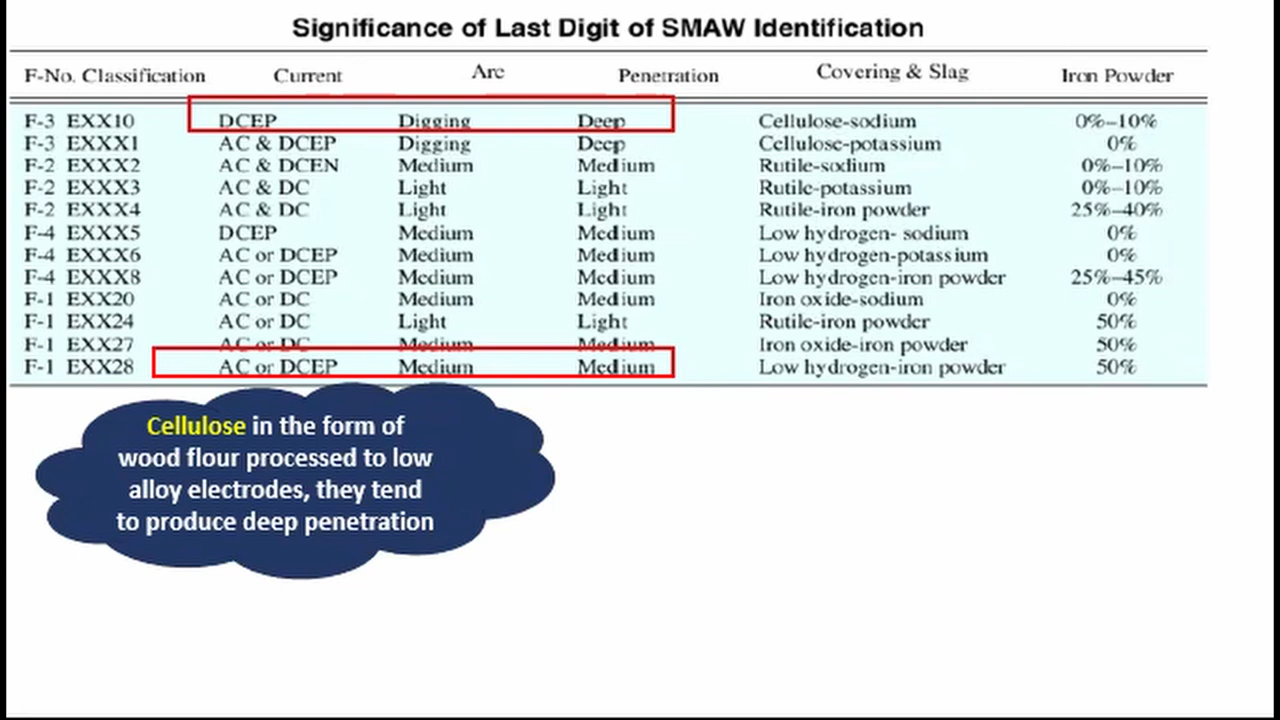 Significance of Last Digit of SMAW Identification
F-No. Classification Current Arc Penetration Covering & Slag Iron Powder
F-3 EXX10 DCEP Digging Deep Cellulose-sodium 0%–10%
F-3 EXXX1 AC & DCEP Digging Deep Cellulose-potassium 0%
F-2 EXXX2 AC & DCEN Medium Medium Rutile-sodium 0%–10%
F-2 EXXX3 AC & DC Light Light Rutile-potassium 0%–10%
F-2 EXXX4 AC & DC Light Light Rutile-iron powder 25%–40%
F-4 EXXX5 DCEP Medium Medium Low hydrogen- sodium 0%
F-4 EXXX6 AC or DCEP Medium Medium Low hydrogen-potassium 0%
F-4 EXXX8 AC or DCEP Medium Medium Low hydrogen-iron powder 25%–45%
F-1 EXX20 AC or DC Medium Medium Iron oxide-sodium 0%
F-1 EXX24 AC or DC Light Light Rutile-iron powder 50%
F-1 EXX27 AC or DC Medium Medium Iron oxide-iron powder 50%
F-1 EXX28 AC or DCEP Medium Medium Low hydrogen-iron powder 50%
Cellulose in the form of
wood flour processed to low
alloy electrodes, they tend
to produce deep penetration